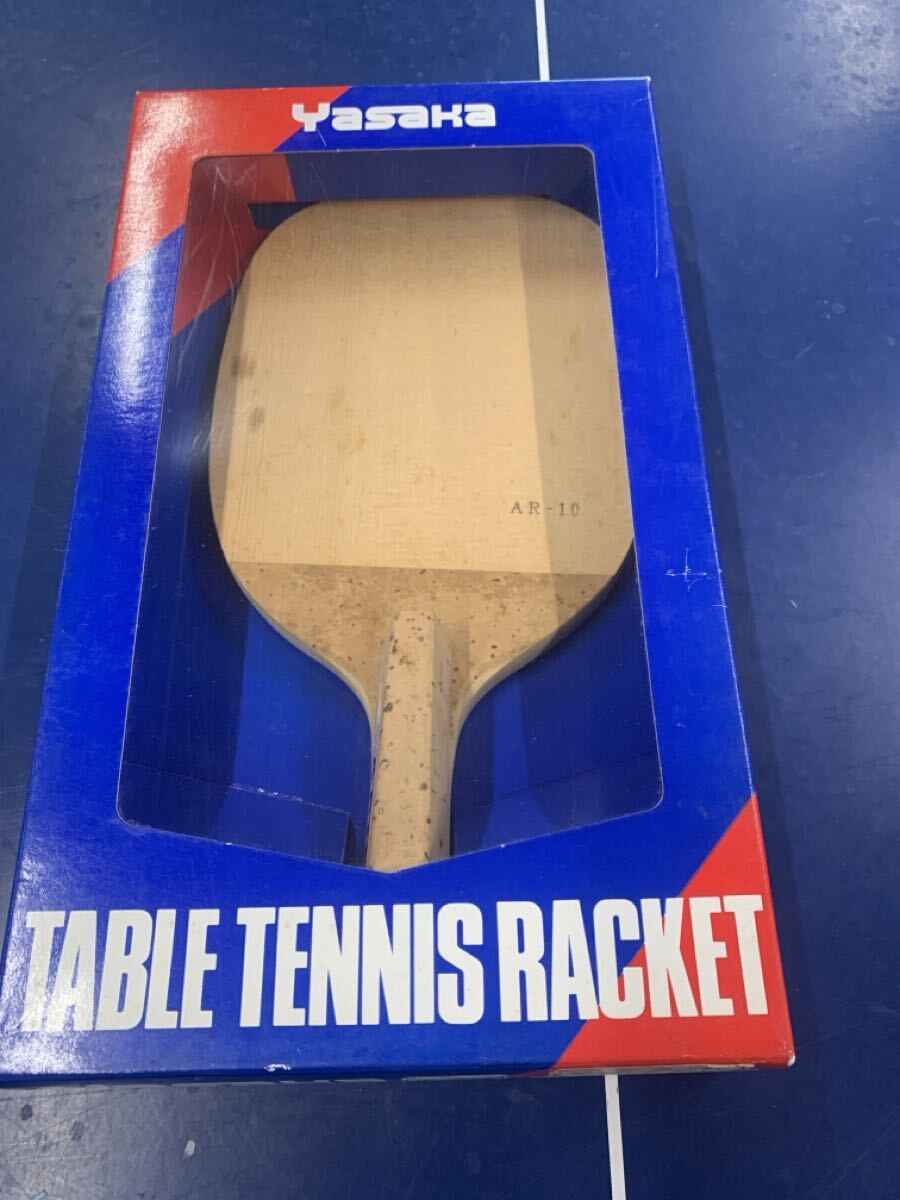 Yasaka
AR-10
TABLE TENNIS RACKET